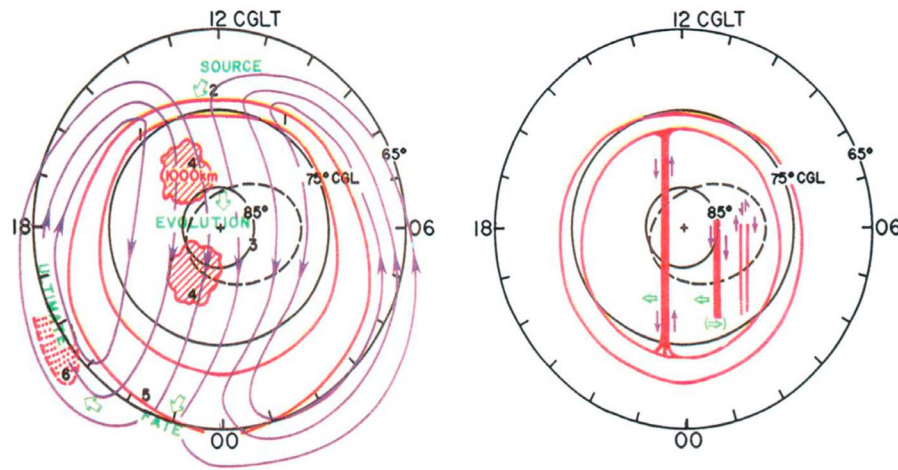 12 CGLT
SOURCE
2
1
1
65°
4
1000km
75° CGL
18
EVOLUTION
85°
06
3
4
ULTIMATE
6
5
FATE
00
12 CGLT
65°
75° CGL
18
85°
06
(⇒)
00